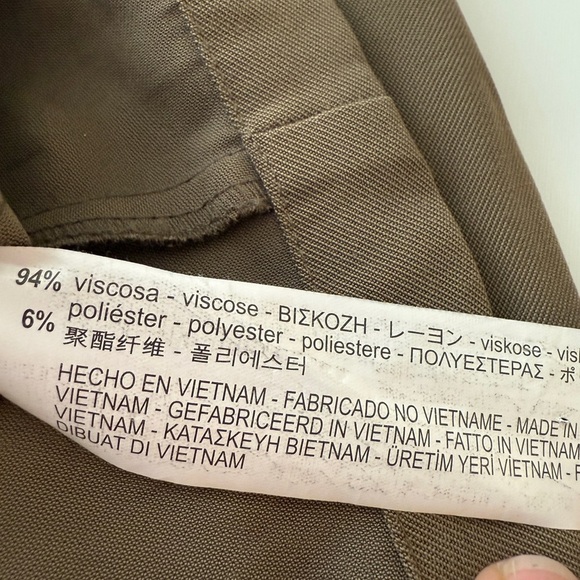 94% viscosa - viscose - ΒΙΣΚΟΖΗ - レーヨン - viskose - vis
6% poliéster - polyester - poliestere - ΠΟΛΥΕΣΤΕΡΑΣ - ポ
聚酯纤维 - 폴리에스터
HECHO EN VIETNAM - FABRICADO NO VIETNAME - MADE IN
VIETNAM - GEFABRICEERD IN VIETNAM - FATTO IN VIETNAM
VIETNAM - ΚΑΤΑΣΚΕΥΗ ΒΙΕΤΝΑΜ - ÜRETİM YERİ VİETNAM -
DIBUAT DI VIETNAM